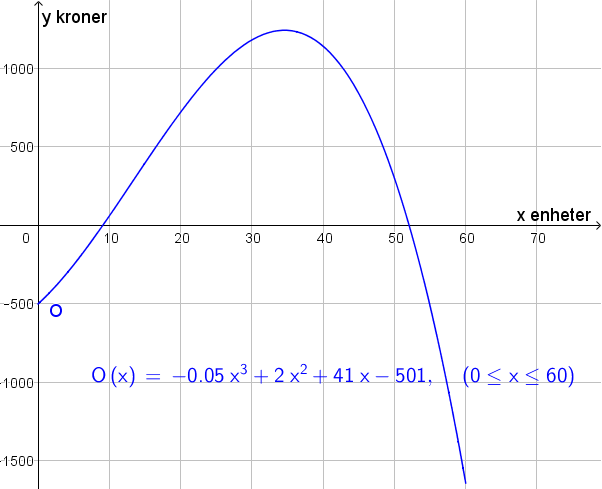 y kroner
1000
500
x enheter
0 10 20 30 40 50 60 70
−500
O
O (x) = −0.05 x³ + 2 x² + 41 x − 501, (0 ≤ x ≤ 60)
−1000
−1500